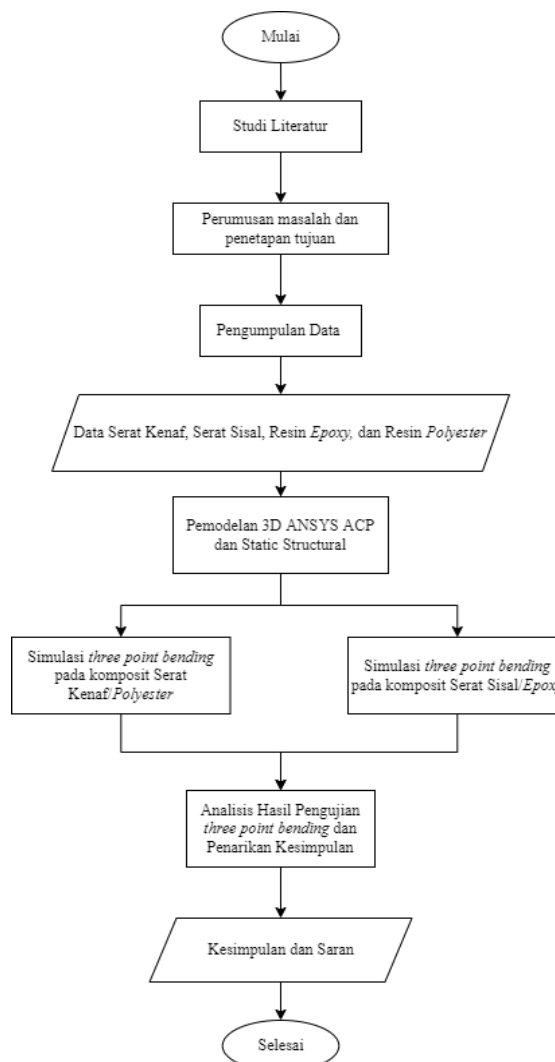 Mulai
Studi Literatur
Perumusan masalah dan
penetapan tujuan
Pengumpulan Data
Data Serat Kenaf, Serat Sisal, Resin Epoxy, dan Resin Polyester
Pemodelan 3D ANSYS ACP
dan Static Structural
Simulasi three point bending
pada komposit Serat
Kenaf/Polyester
Simulasi three point bending
pada komposit Serat Sisal/Epoxy
Analisis Hasil Pengujian
three point bending dan
Penarikan Kesimpulan
Kesimpulan dan Saran
Selesai